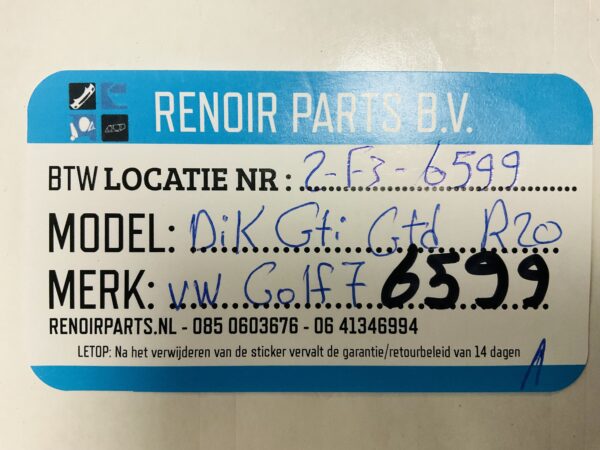 RENOIR PARTS B.V.
BTW LOCATIE NR : 2-F3-6599
MODEL: Dik Gti Gtd R20
MERK: VW Golf 7 6599
RENOIRPARTS.NL - 085 0603676 - 06 41346994
LETOP: Na het verwijderen van de sticker vervalt de garantie/retourbeleid van 14 dagen
1